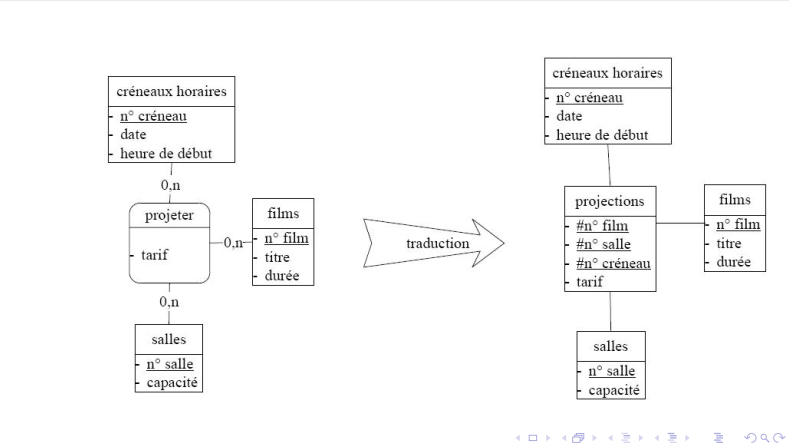 créneaux horaires
- n° créneau
- date
- heure de début
0,n
projeter
- tarif
0,n
films
- n° film
- titre
- durée
0,n
salles
- n° salle
- capacité
traduction
créneaux horaires
- n° créneau
- date
- heure de début
projections
- #n° film
- #n° salle
- #n° créneau
- tarif
films
- n° film
- titre
- durée
salles
- n° salle
- capacité